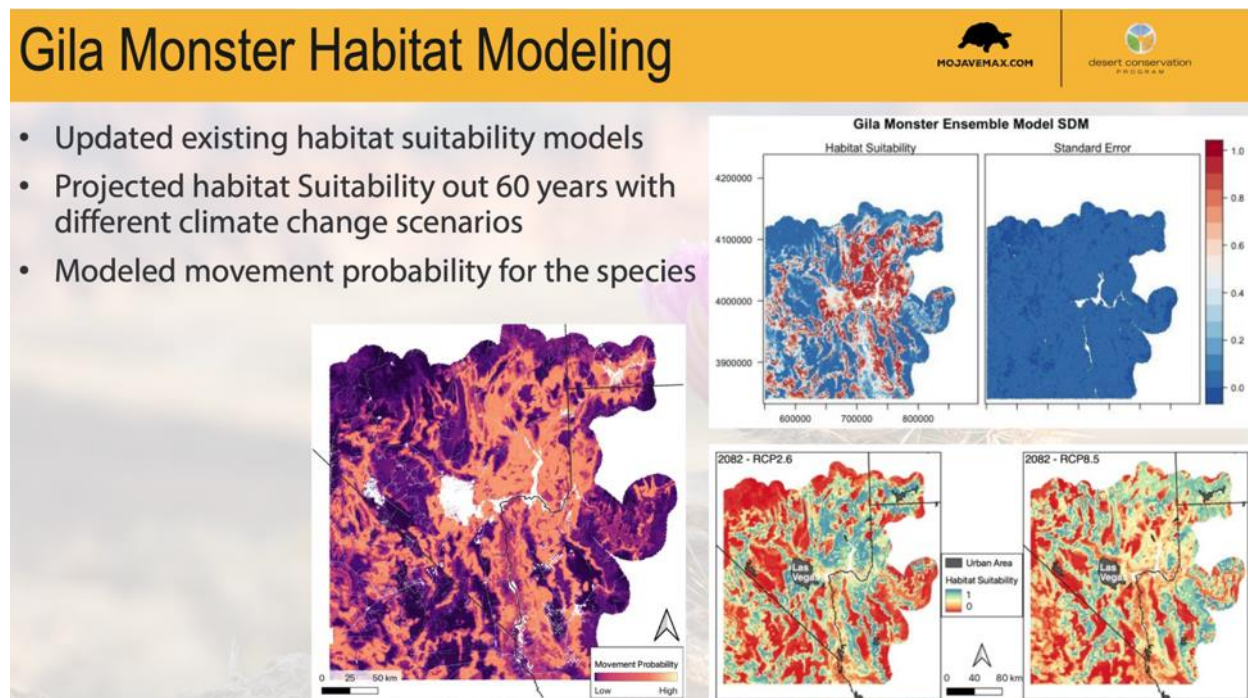 Gila Monster Habitat Modeling
MOJAVEMAX.COM
desert conservation
PROGRAM
• Updated existing habitat suitability models
• Projected habitat Suitability out 60 years with
different climate change scenarios
• Modeled movement probability for the species
Gila Monster Ensemble Model SDM
Habitat Suitability
Standard Error
4200000
4100000
4000000
3900000
600000 700000 800000
1.0
0.8
0.6
0.4
0.2
0.0
0 25 50 km
Movement Probability
Low High
2082 - RCP2.6
Las
Vegas
Urban Area
Habitat Suitability
1
0
0 40 80 km
2082 - RCP8.5
Las
Vegas